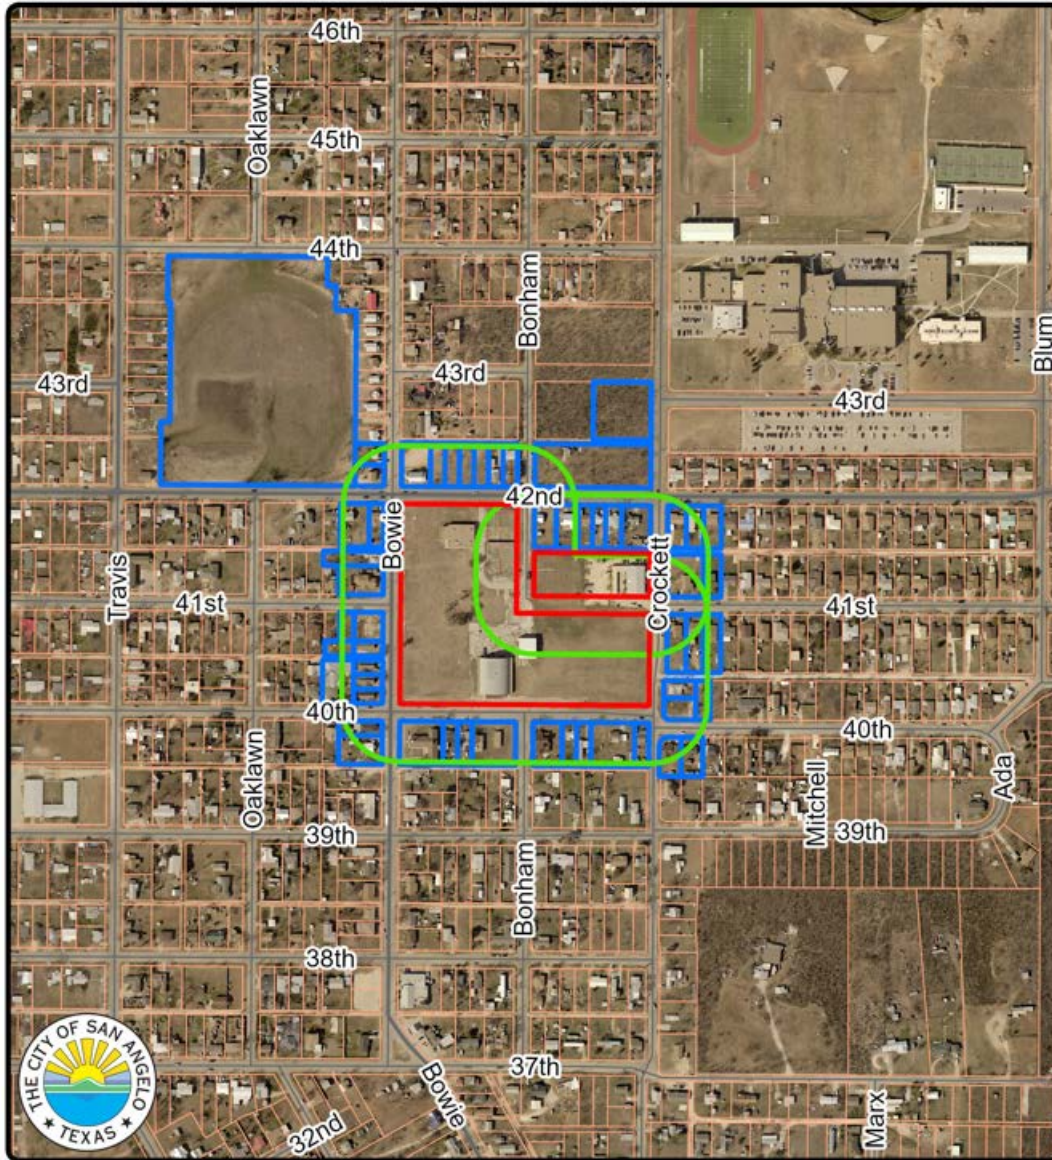 46th
Oaklawn
45th
44th
Bonham
Blum
43rd
43rd
43rd
42nd
Bowie
Crockett
Travis
41st
41st
40th
40th
Oaklawn
Mitchell
Ada
39th
39th
Bonham
38th
THE CITY OF SAN ANGELO
TEXAS
37th
Bowie
32nd
Marx